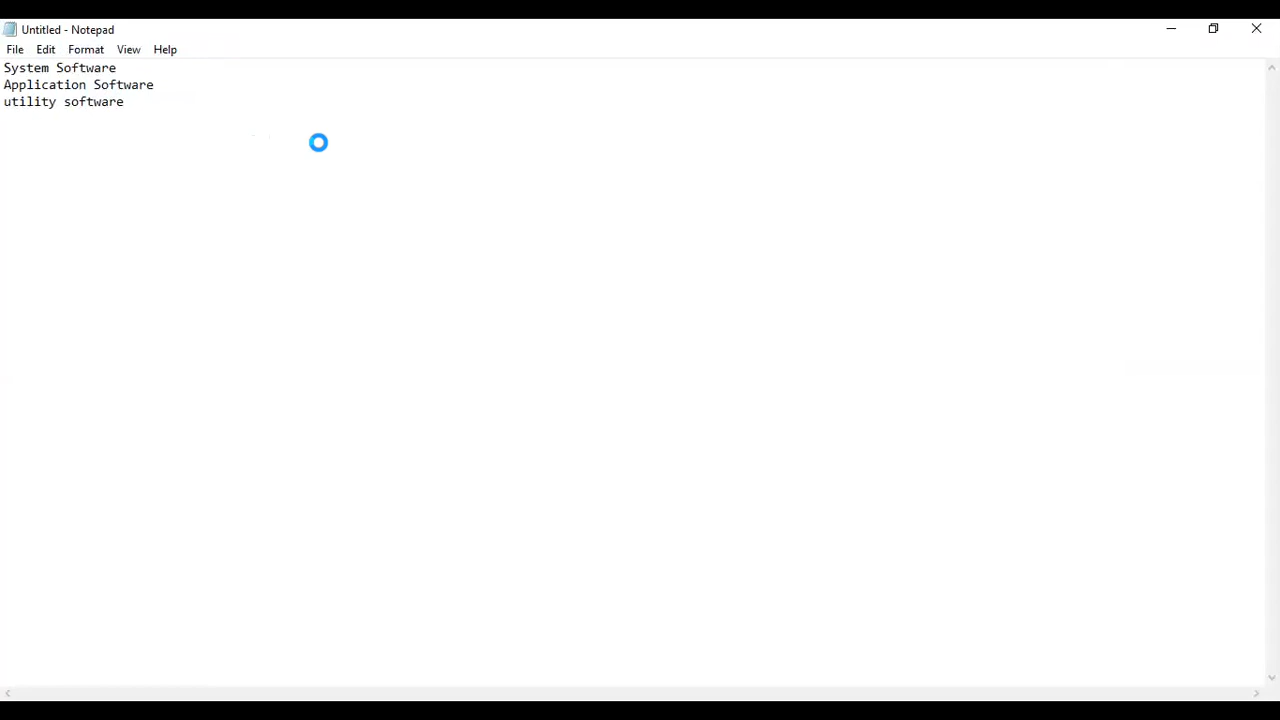 Untitled - Notepad
File Edit Format View Help
System Software
Application Software
utility software